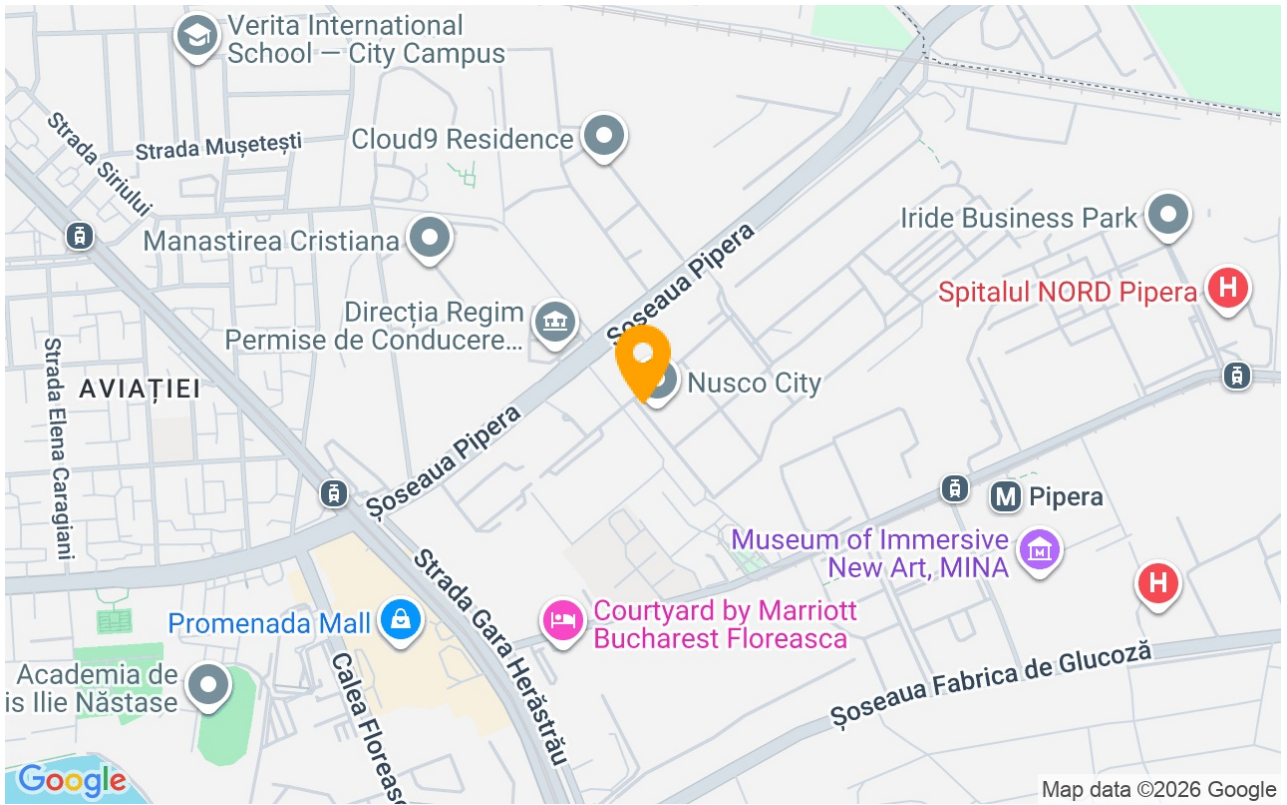 Verita International
School — City Campus
Strada Mușetești
Strada Siriului
Cloud9 Residence
Manastirea Cristiana
Iride Business Park
Șoseaua Pipera
Spitalul NORD Pipera
H
Direcția Regim
Permise de Conducere...
Nusco City
AVIAȚIEI
Strada Elena Caragiani
Șoseaua Pipera
M Pipera
Museum of Immersive
New Art, MINA
M
H
Strada Gara Herăstrău
Courtyard by Marriott
Bucharest Floreasca
Promenada Mall
Academia de
is Ilie Năstase
Calea Floreasc
Șoseaua Fabrica de Glucoză
Google
Map data ©2026 Google